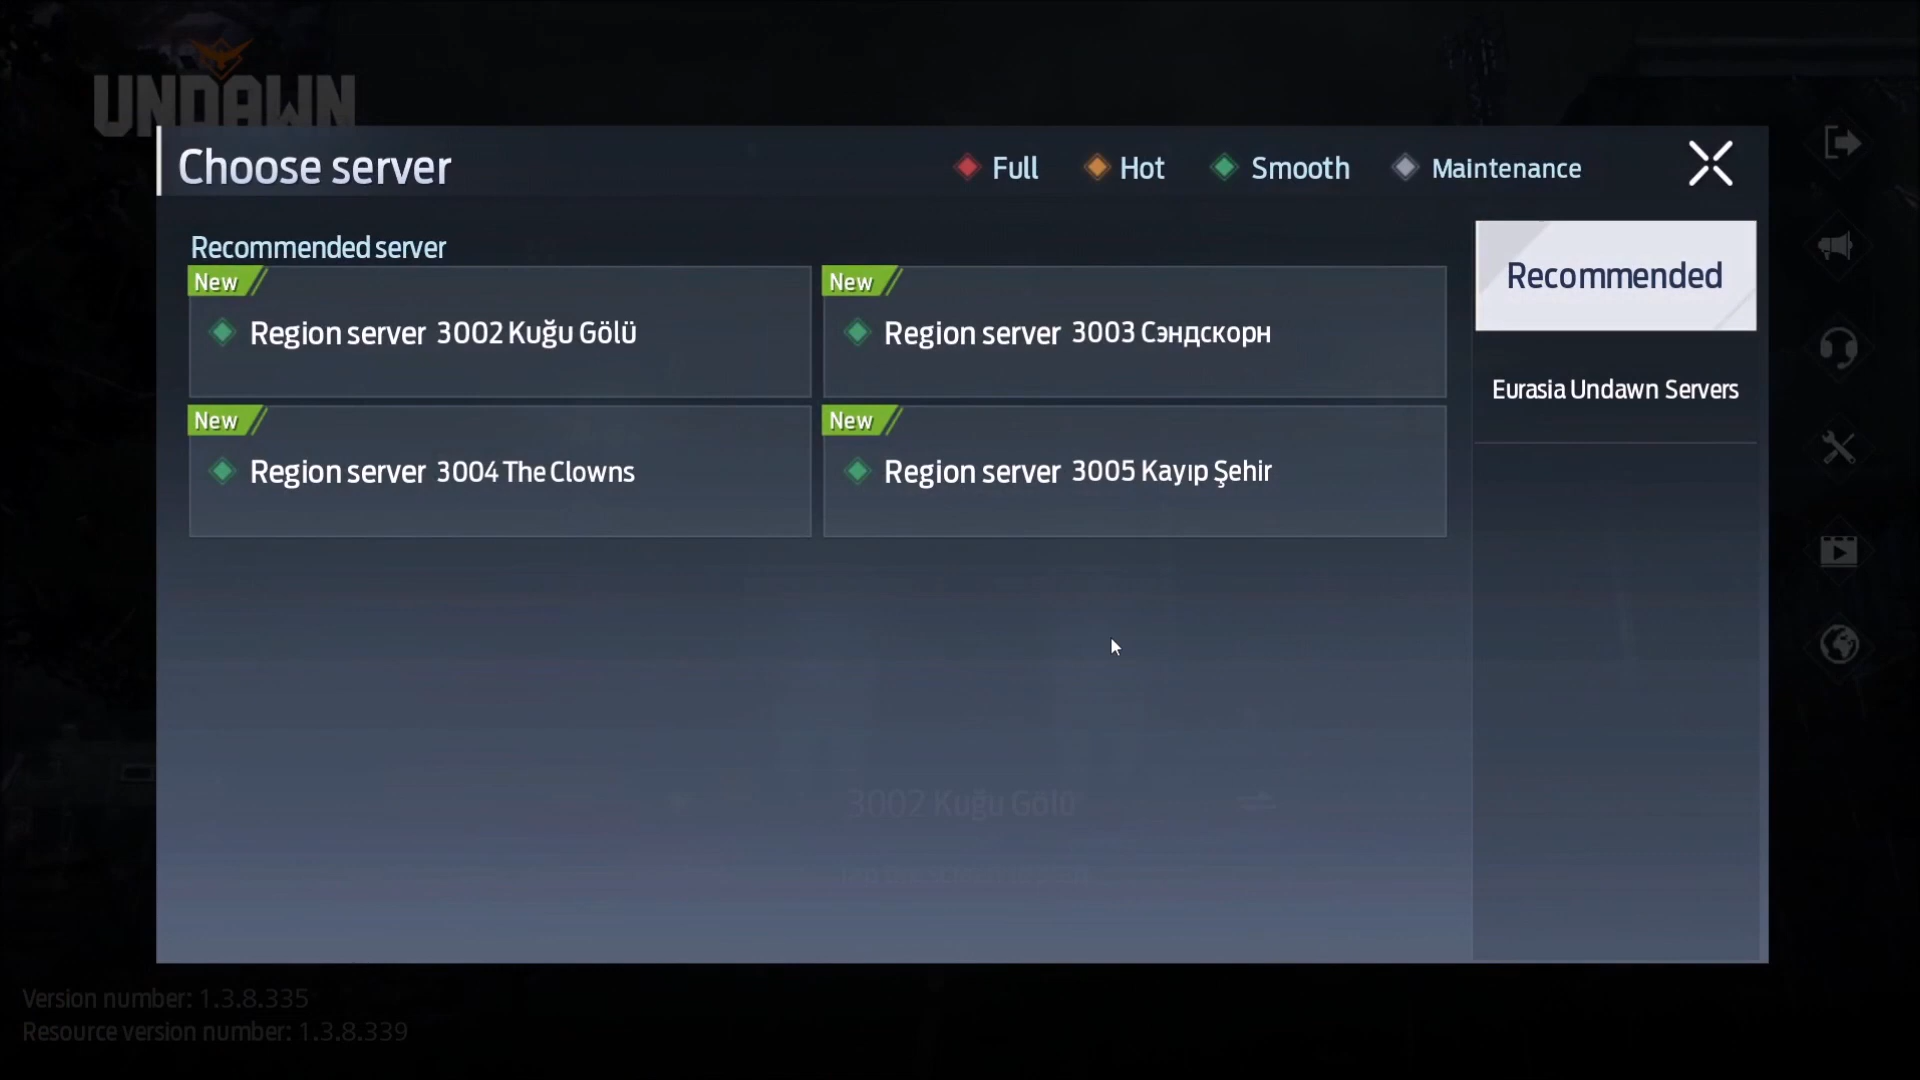 UNDAWN
Choose server
Full
Hot
Smooth
Maintenance
Recommended server
New
Region server 3002 Kuğu Gölü
New
Region server 3003 Сэндскорн
New
Region server 3004 The Clowns
New
Region server 3005 Kayıp Şehir
Recommended
Eurasia Undawn Servers
3002 Kuğu Gölü
Version number: 1.3.8.335
Resource version number: 1.3.8.339